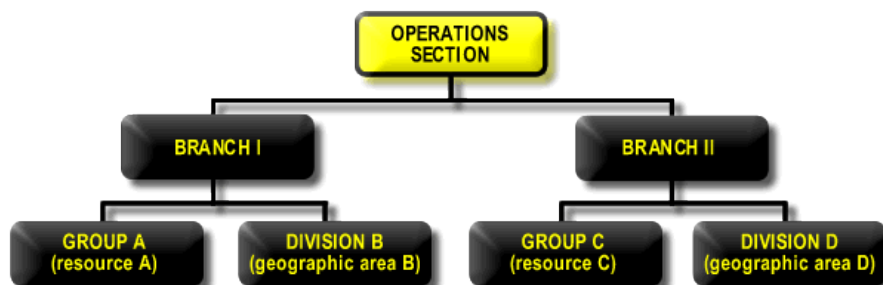 OPERATIONS
SECTION
BRANCH I
BRANCH II
GROUP A
(resource A)
DIVISION B
(geographic area B)
GROUP C
(resource C)
DIVISION D
(geographic area D)